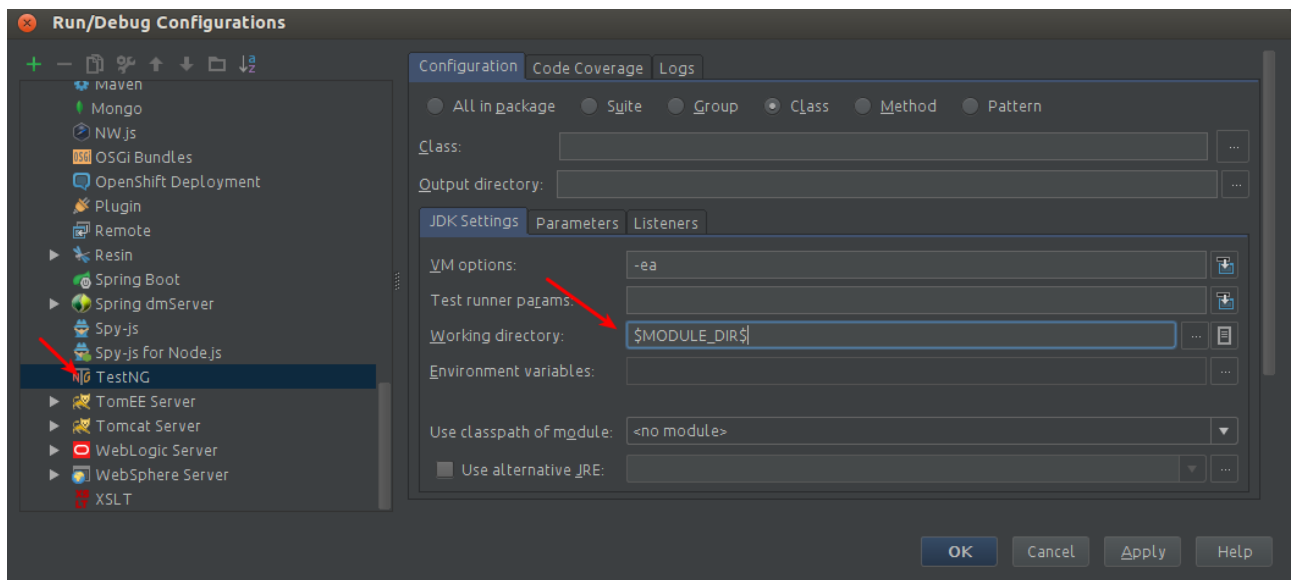 Run/Debug Configurations
Maven
Mongo
NW.js
OSGi Bundles
OpenShift Deployment
Plugin
Remote
Resin
Spring Boot
Spring dmServer
Spy-js
Spy-js for Node.js
TestNG
TomEE Server
Tomcat Server
WebLogic Server
WebSphere Server
XSLT
Configuration Code Coverage Logs
All in package Suite Group Class Method Pattern
Class: ...
Output directory: ...
JDK Settings Parameters Listeners
VM options: -ea
Test runner params:
Working directory: $MODULE_DIR$ ...
Environment variables: ...
Use classpath of module: <no module>
Use alternative JRE: ...
OK Cancel Apply Help